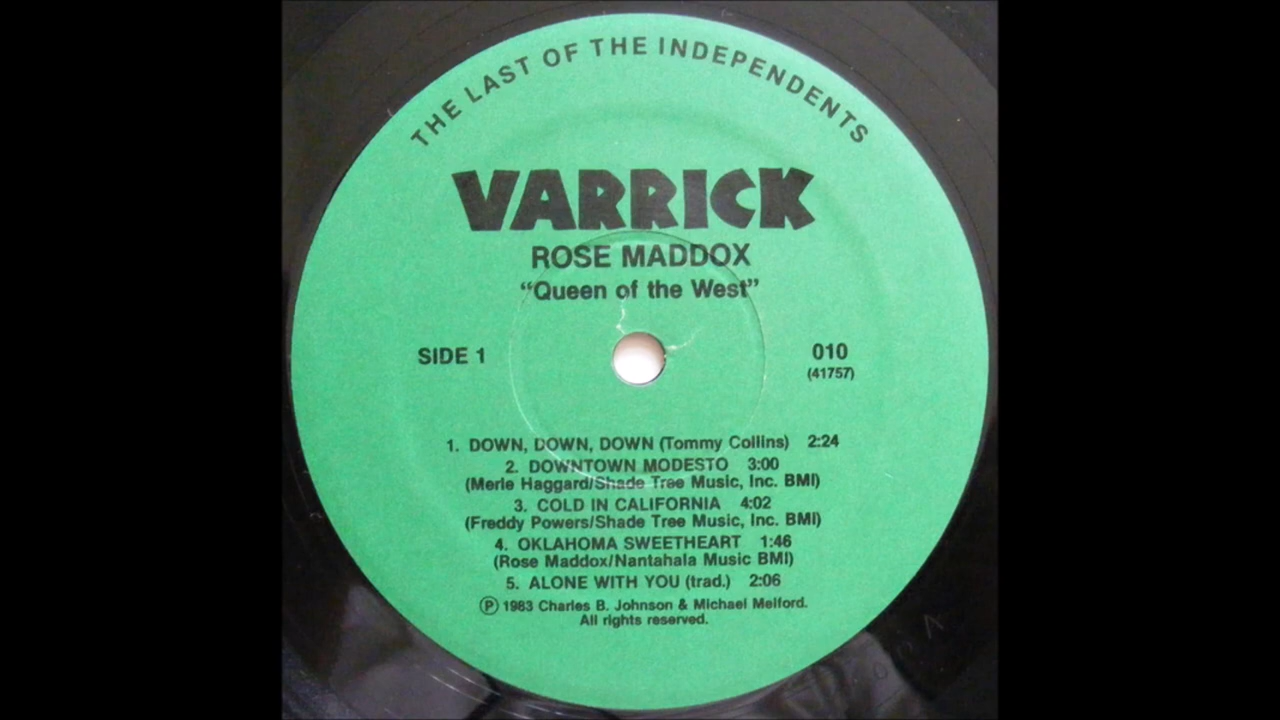 THE LAST OF THE INDEPENDENTS
VARRICK
ROSE MADDOX
“Queen of the West”
SIDE 1
010
(41757)
1. DOWN, DOWN, DOWN (Tommy Collins) 2:24
2. DOWNTOWN MODESTO 3:00
(Merle Haggard/Shade Tree Music, Inc. BMI)
3. COLD IN CALIFORNIA 4:02
(Freddy Powers/Shade Tree Music, Inc. BMI)
4. OKLAHOMA SWEETHEART 1:46
(Rose Maddox/Nantahala Music BMI)
5. ALONE WITH YOU (trad.) 2:06
Ⓟ 1983 Charles B. Johnson & Michael Melford.
All rights reserved.